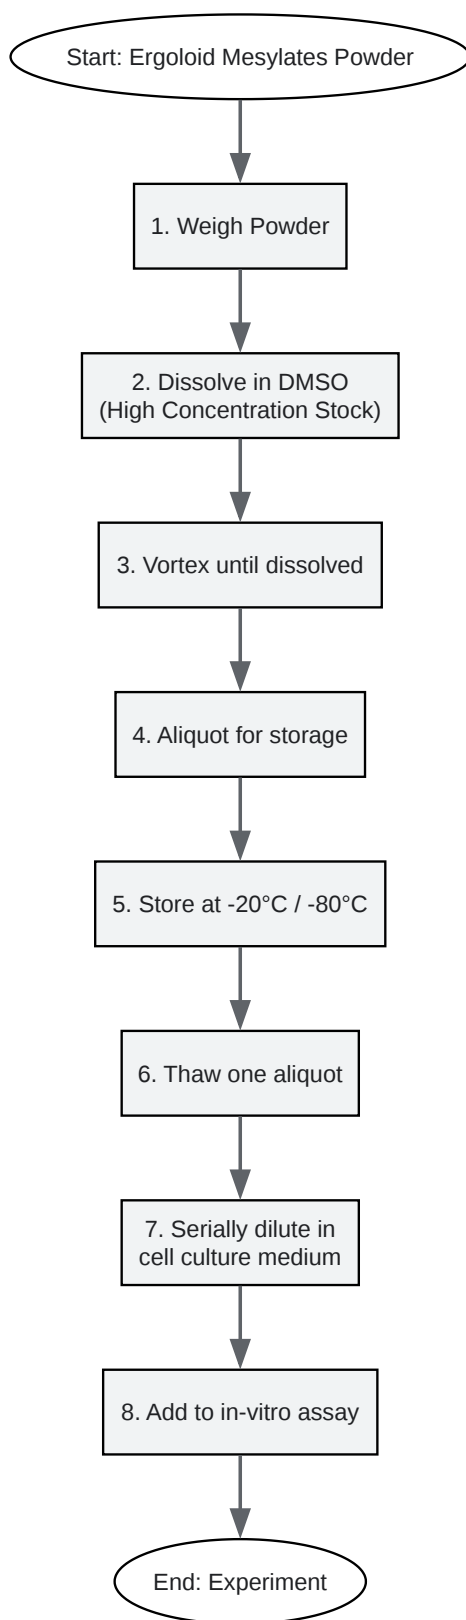 Start: Ergoloid Mesylates Powder
1. Weigh Powder
2. Dissolve in DMSO
(High Concentration Stock)
3. Vortex until dissolved
4. Aliquot for storage
5. Store at -20°C / -80°C
6. Thaw one aliquot
7. Serially dilute in
cell culture medium
8. Add to in-vitro assay
End: Experiment